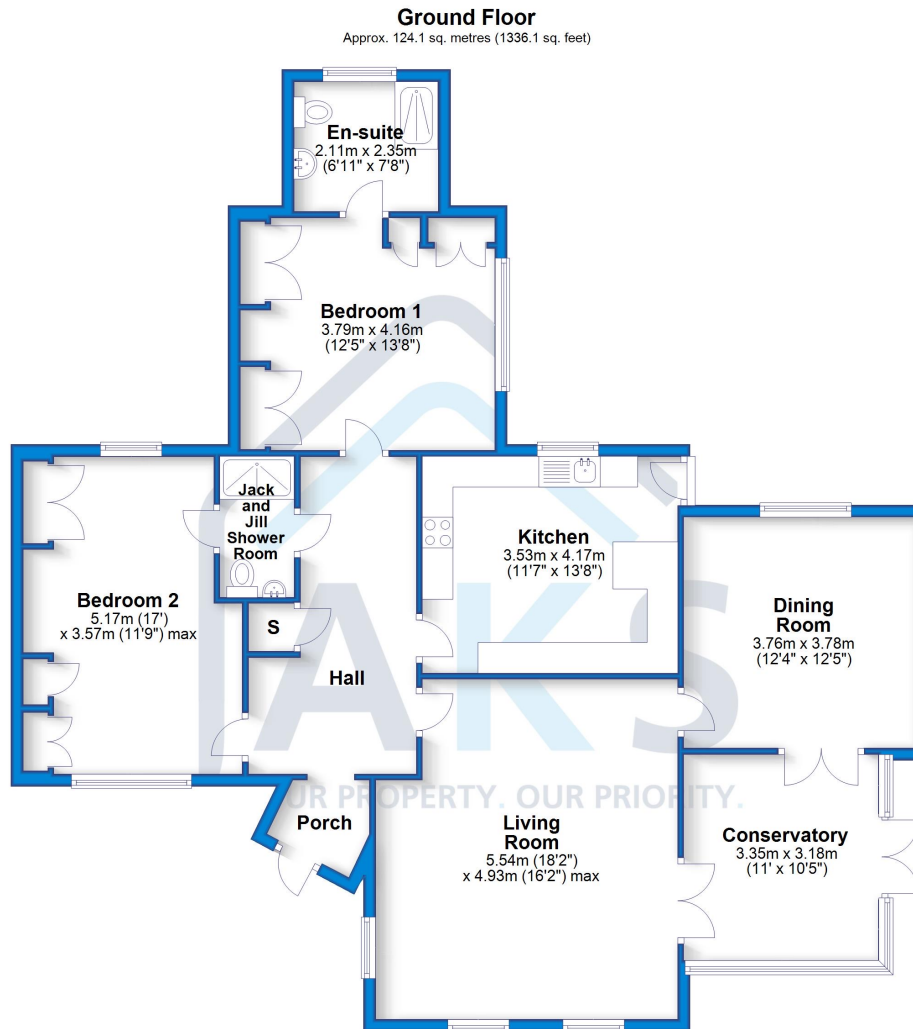 Ground Floor
Approx. 124.1 sq. metres (1336.1 sq. feet)
En-suite
2.11m x 2.35m
(6'11" x 7'8")
Bedroom 1
3.79m x 4.16m
(12'5" x 13'8")
Jack
and
Jill
Shower
Room
Kitchen
3.53m x 4.17m
(11'7" x 13'8")
Bedroom 2
5.17m (17')
x 3.57m (11'9") max
S
Hall
Dining
Room
3.76m x 3.78m
(12'4" x 12'5")
AKS
OUR PROPERTY. OUR PRIORITY.
Porch
Living
Room
5.54m (18'2")
x 4.93m (16'2") max
Conservatory
3.35m x 3.18m
(11' x 10'5")